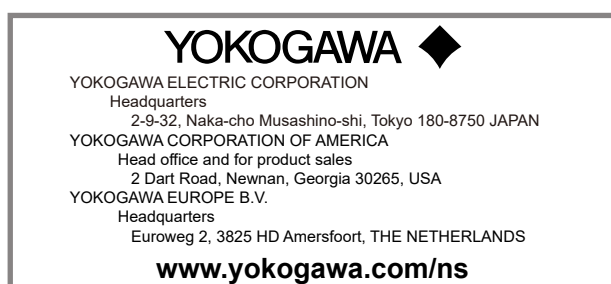 YOKOGAWA
YOKOGAWA ELECTRIC CORPORATION
Headquarters
2-9-32, Naka-cho Musashino-shi, Tokyo 180-8750 JAPAN
YOKOGAWA CORPORATION OF AMERICA
Head office and for product sales
2 Dart Road, Newnan, Georgia 30265, USA
YOKOGAWA EUROPE B.V.
Headquarters
Euroweg 2, 3825 HD Amersfoort, THE NETHERLANDS
www.yokogawa.com/ns